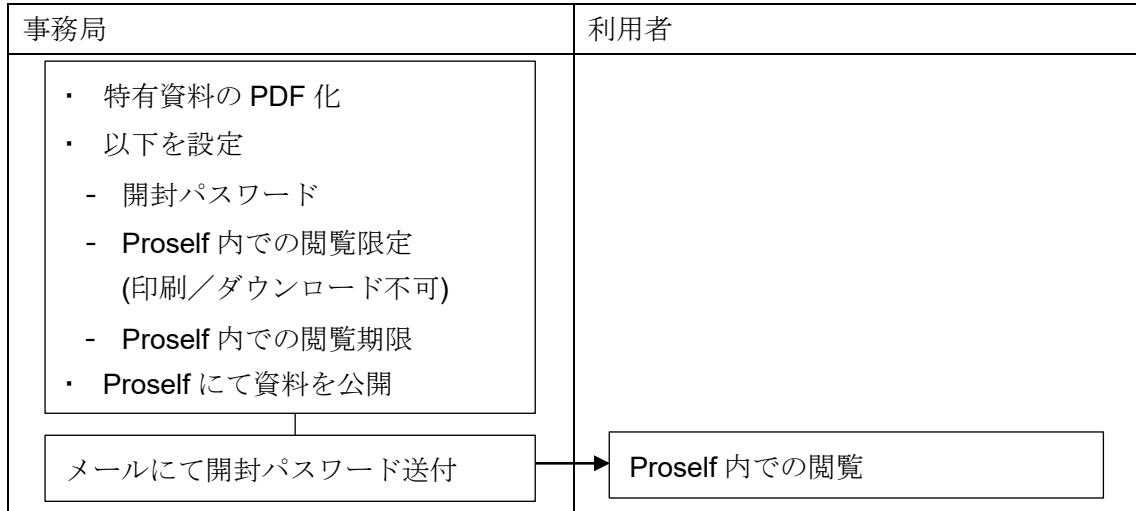 事務局
利用者
・ 特有資料の PDF 化
・ 以下を設定
- 開封パスワード
- Proself 内での閲覧限定
(印刷／ダウンロード不可)
- Proself 内での閲覧期限
・ Proself にて資料を公開
メールにて開封パスワード送付
Proself 内での閲覧